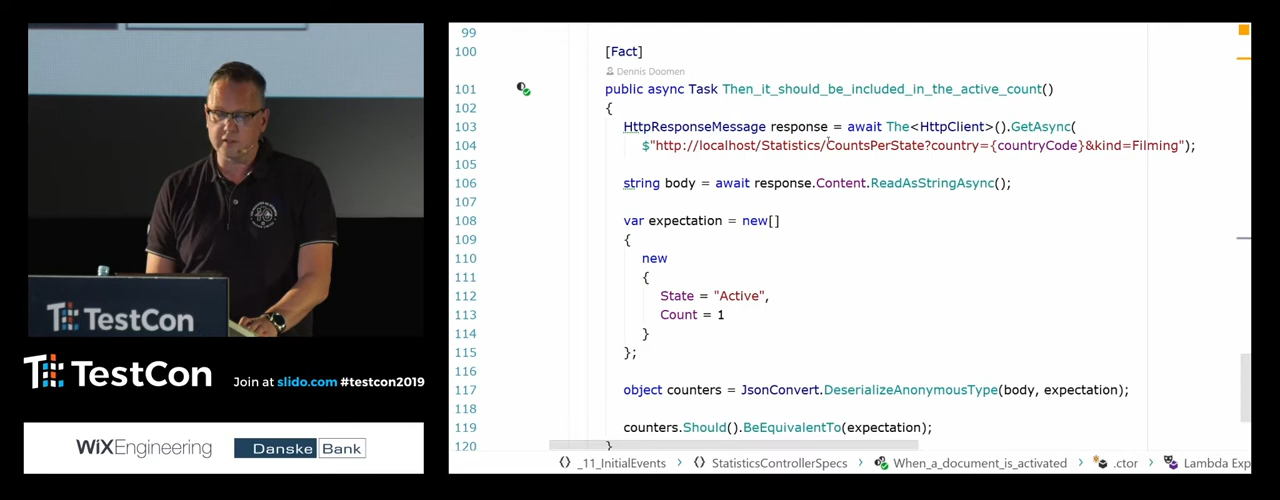 TestCon
TestCon
Join at slido.com #testcon2019
WiXEngineering
Danske Bank
99
100 [Fact]
Dennis Doomen
101 public async Task Then_it_should_be_included_in_the_active_count()
102 {
103 HttpResponseMessage response = await The<HttpClient>().GetAsync(
104 $"http://localhost/Statistics/CountsPerState?country={countryCode}&kind=Filming");
105
106 string body = await response.Content.ReadAsStringAsync();
107
108 var expectation = new[]
109 {
110 new
111 {
112 State = "Active",
113 Count = 1
114 }
115 };
116
117 object counters = JsonConvert.DeserializeAnonymousType(body, expectation);
118
119 counters.Should().BeEquivalentTo(expectation);
120 }
_11_InitialEvents StatisticsControllerSpecs When_a_document_is_activated .ctor Lambda Exp